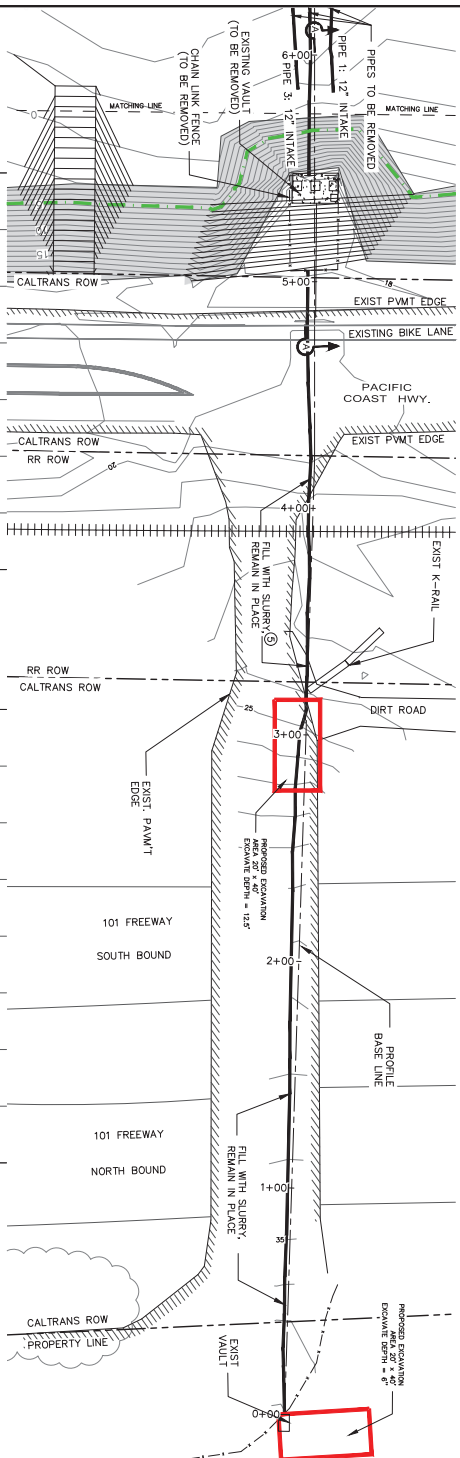 A
6+00
PIPES TO BE REMOVED
PIPE 1: 12" INTAKE
PIPE 3: 12" INTAKE
EXISTING VAULT
(TO BE REMOVED)
CHAIN LINK FENCE
(TO BE REMOVED)
MATCHING LINE
MATCHING LINE
0
15
18
5+00
CALTRANS ROW
EXIST PVMT EDGE
EXISTING BIKE LANE
A
PACIFIC
COAST HWY.
CALTRANS ROW
EXIST PVMT EDGE
RR ROW
20
4+00
FILL WITH SLURRY, 5
REMAIN IN PLACE
EXIST K-RAIL
RR ROW
CALTRANS ROW
DIRT ROAD
25
3+00
EXIST. PAVM'T
EDGE
PROPOSED EXCAVATION
AREA 20' x 40'
EXCAVATE DEPTH = 12.5'
101 FREEWAY
SOUTH BOUND
2+00
PROFILE
BASE LINE
101 FREEWAY
NORTH BOUND
FILL WITH SLURRY,
REMAIN IN PLACE
1+00
35
CALTRANS ROW
PROPERTY LINE
EXIST
VAULT
0+00
PROPOSED EXCAVATION
AREA 20' x 40'
EXCAVATE DEPTH = 6"